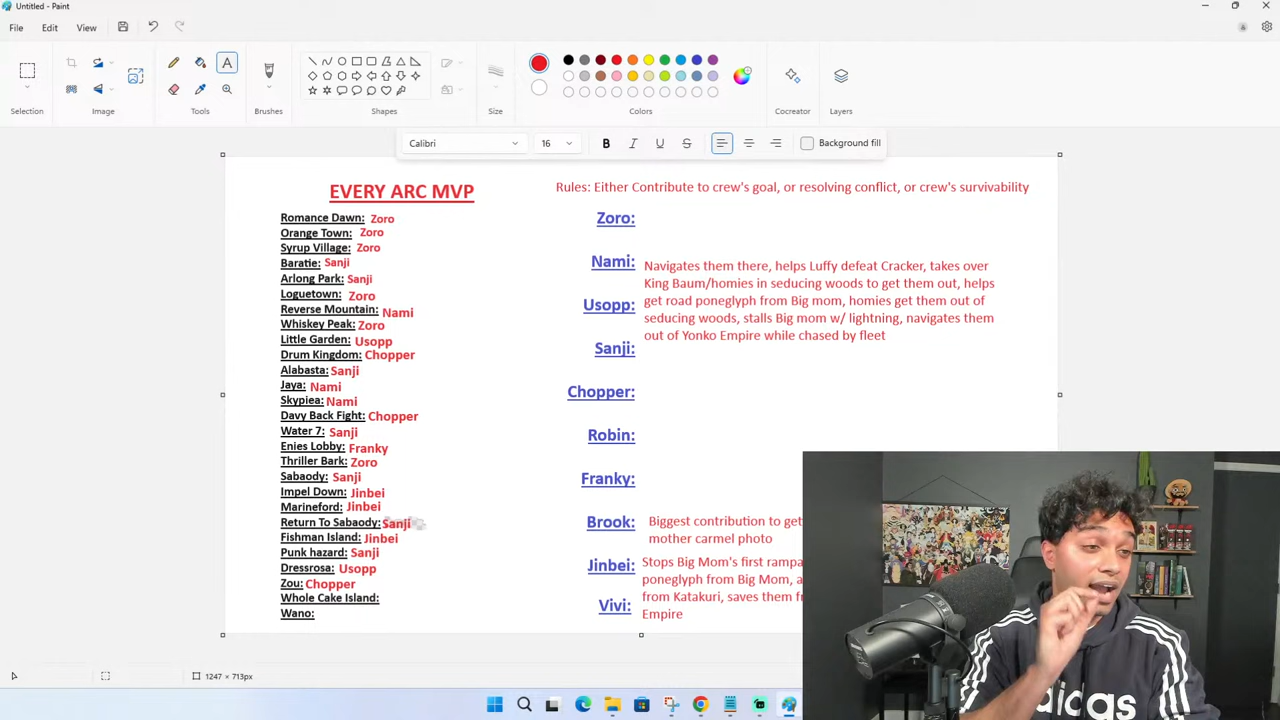 Untitled - Paint
File Edit View
Selection Image Tools Brushes Shapes Size Colors Cocreator Layers
Calibri 16 B I U S Background fill
EVERY ARC MVP
Romance Dawn: Zoro
Orange Town: Zoro
Syrup Village: Zoro
Baratie: Sanji
Arlong Park: Sanji
Loguetown: Zoro
Reverse Mountain: Nami
Whiskey Peak: Zoro
Little Garden: Usopp
Drum Kingdom: Chopper
Alabasta: Sanji
Jaya: Nami
Skypiea: Nami
Davy Back Fight: Chopper
Water 7: Sanji
Enies Lobby: Franky
Thriller Bark: Zoro
Sabaody: Sanji
Impel Down: Jinbei
Marineford: Jinbei
Return To Sabaody: Sanji
Fishman Island: Jinbei
Punk hazard: Sanji
Dressrosa: Usopp
Zou: Chopper
Whole Cake Island:
Wano:
Rules: Either Contribute to crew's goal, or resolving conflict, or crew's survivability
Zoro:
Nami:
Navigates them there, helps Luffy defeat Cracker, takes over
King Baum/homies in seducing woods to get them out, helps
get road poneglyph from Big mom, homies get them out of
seducing woods, stalls Big mom w/ lightning, navigates them
out of Yonko Empire while chased by fleet
Usopp:
Sanji:
Chopper:
Robin:
Franky:
Brook:
Biggest contribution to get
mother carmel photo
Jinbei:
Stops Big Mom's first rampa
poneglyph from Big Mom, a
from Katakuri, saves them f
Empire
Vivi:
1247 × 713px
adidas